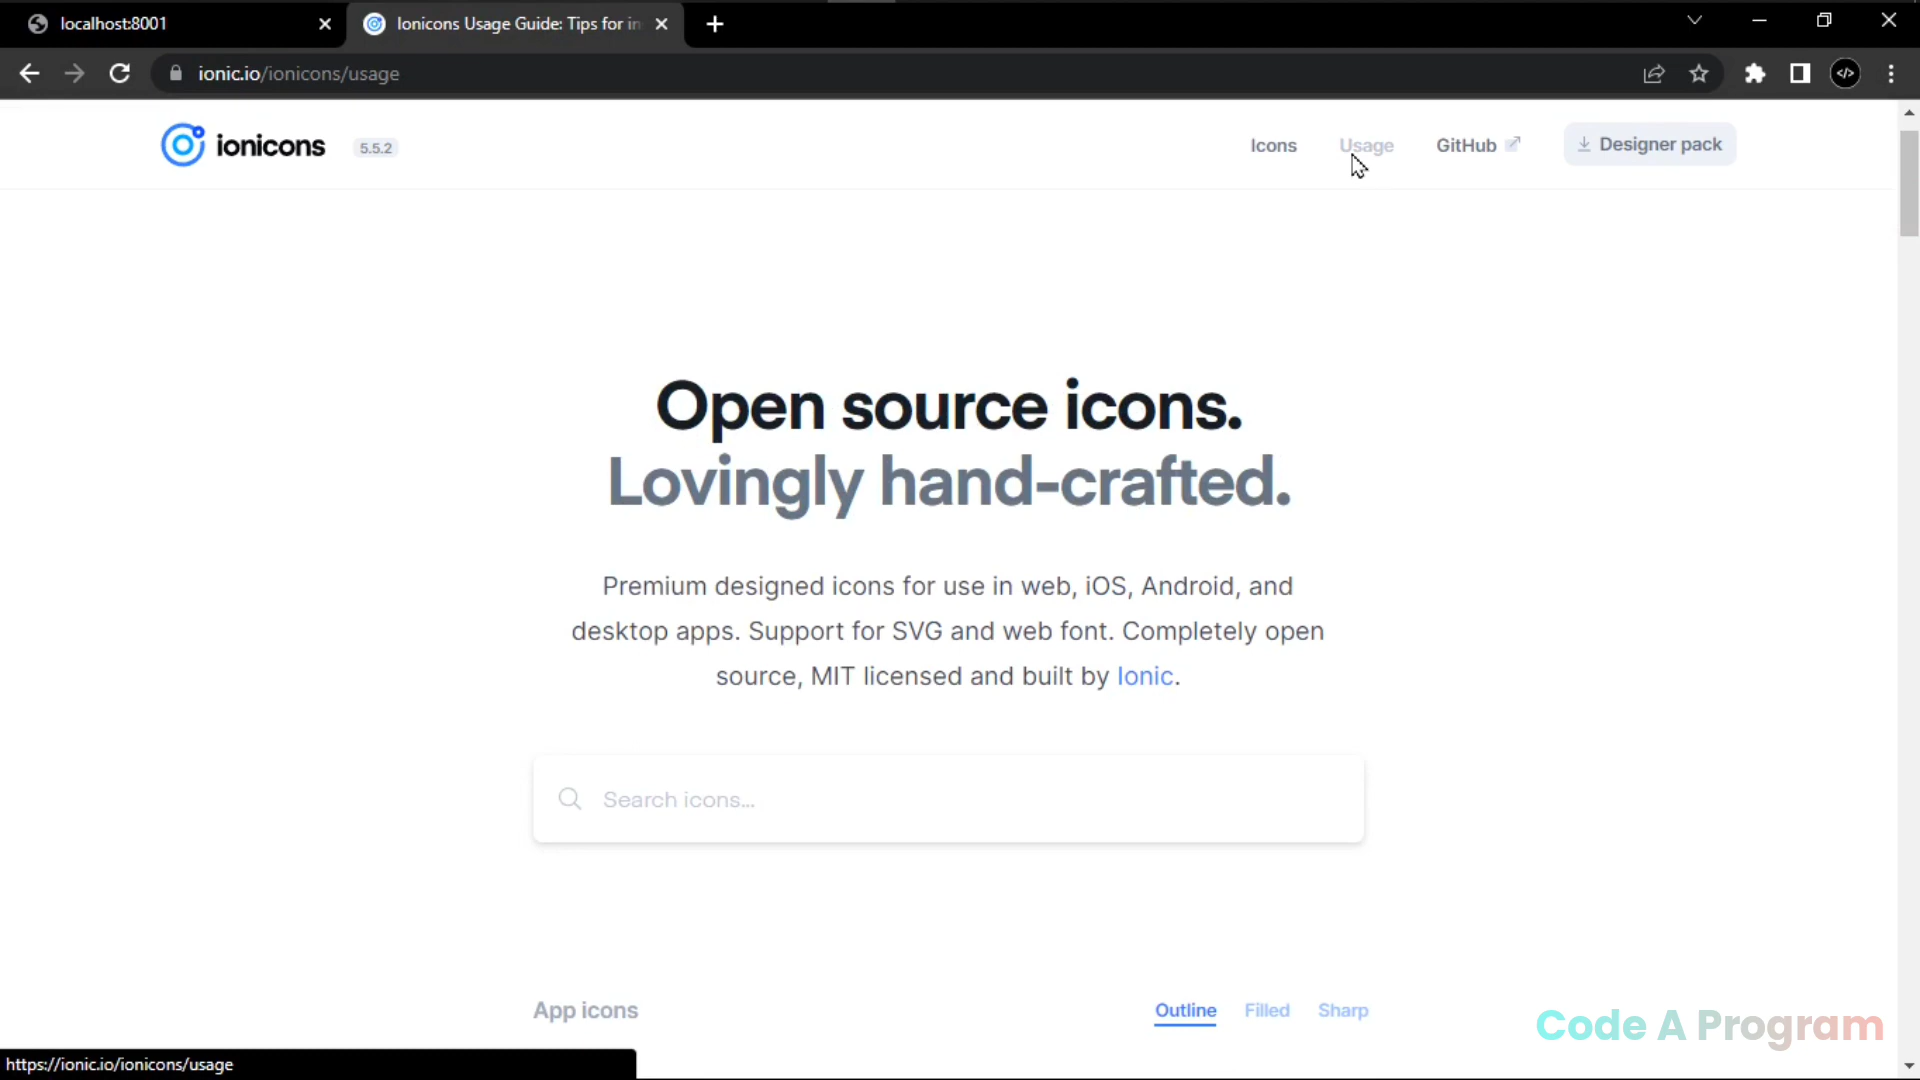 localhost:8001
Ionicons Usage Guide: Tips for in
ionic.io/ionicons/usage
ionicons 5.5.2
Icons Usage GitHub Designer pack
Open source icons.
Lovingly hand-crafted.
Premium designed icons for use in web, iOS, Android, and
desktop apps. Support for SVG and web font. Completely open
source, MIT licensed and built by Ionic.
Search icons...
App icons
Outline Filled Sharp
Code A Program
https://ionic.io/ionicons/usage